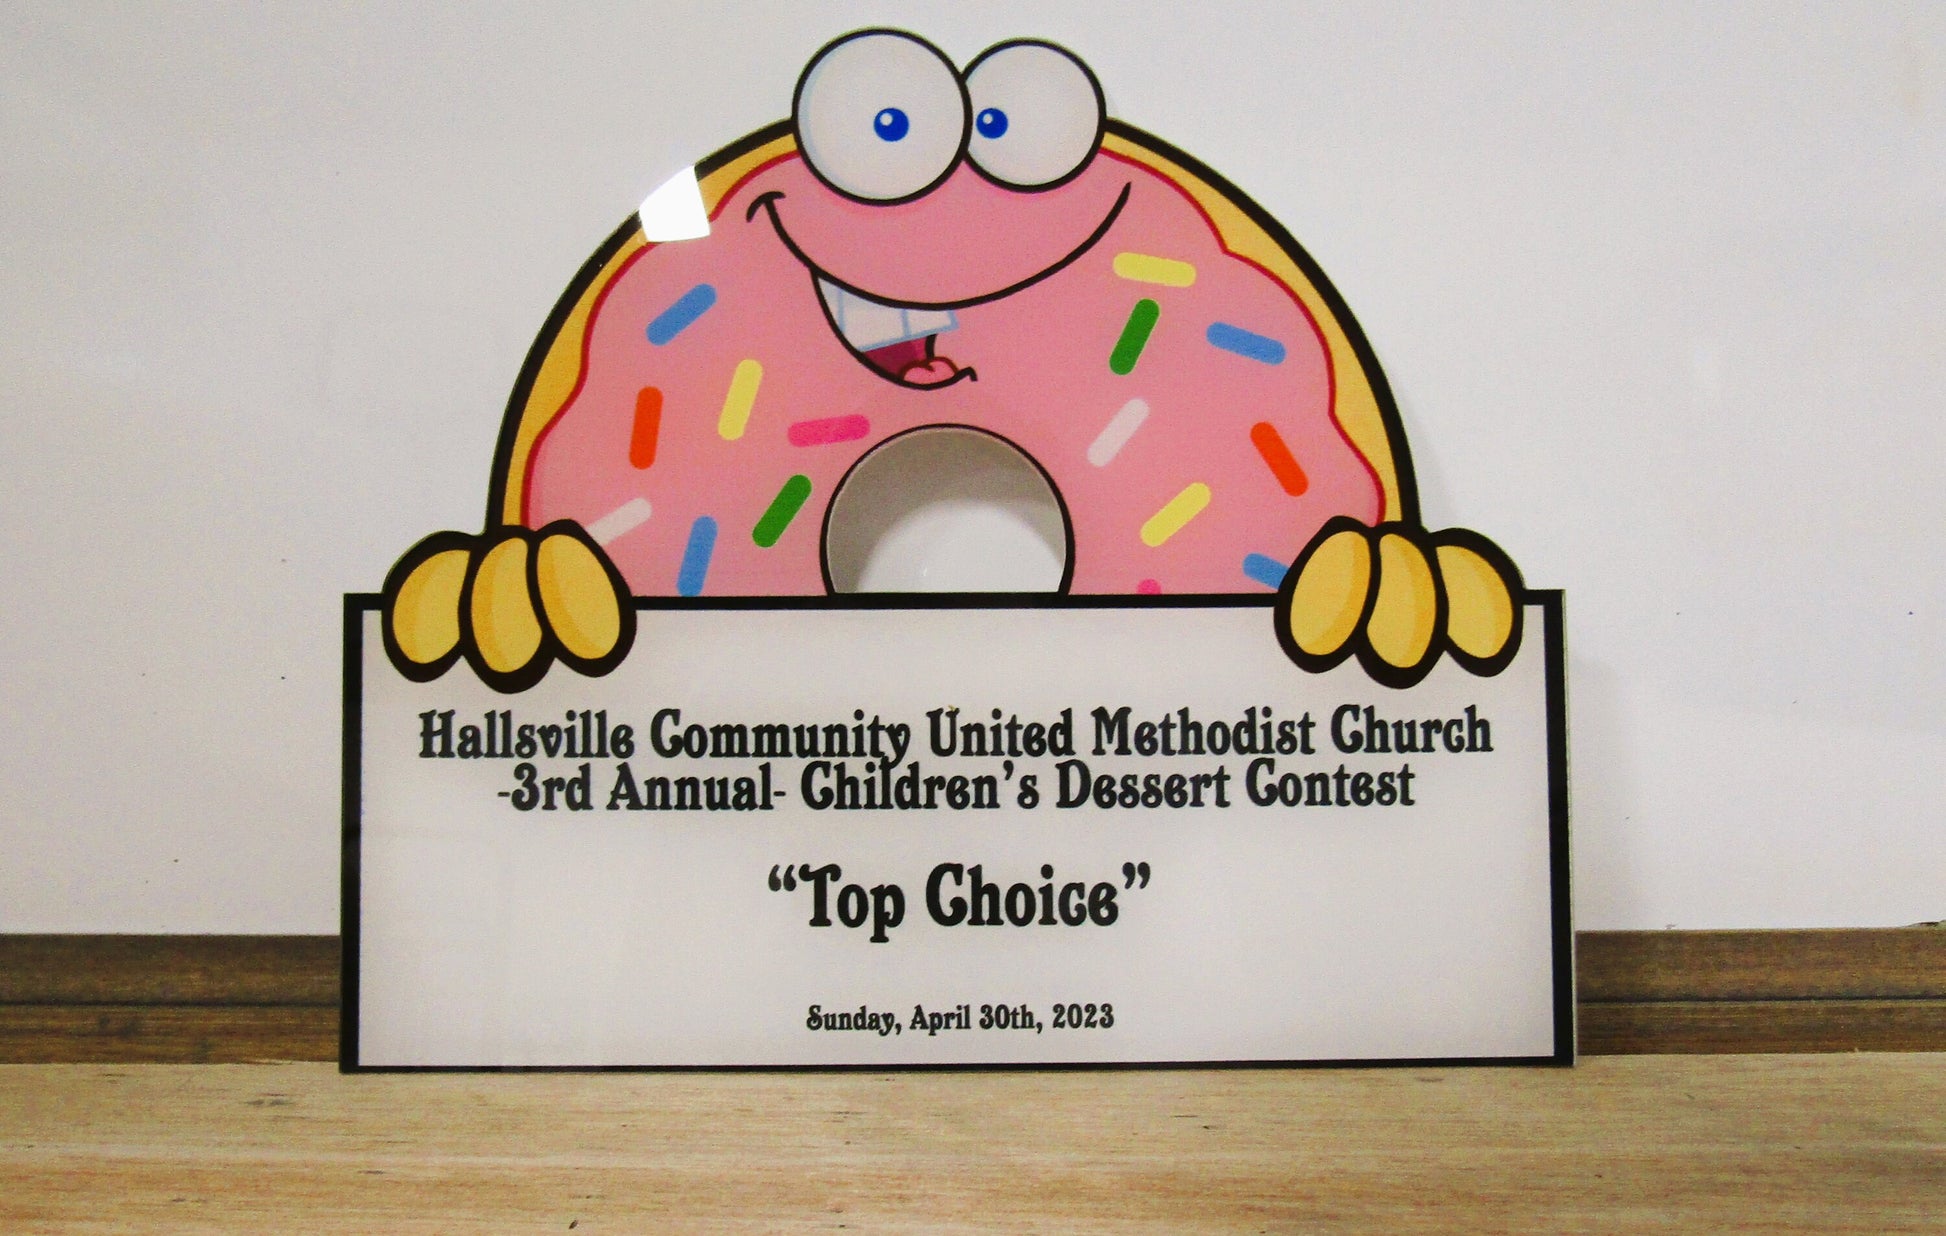 Hallsville Community United Methodist Church
-3rd Annual- Children's Dessert Contest
“Top Choice”
Sunday, April 30th, 2023